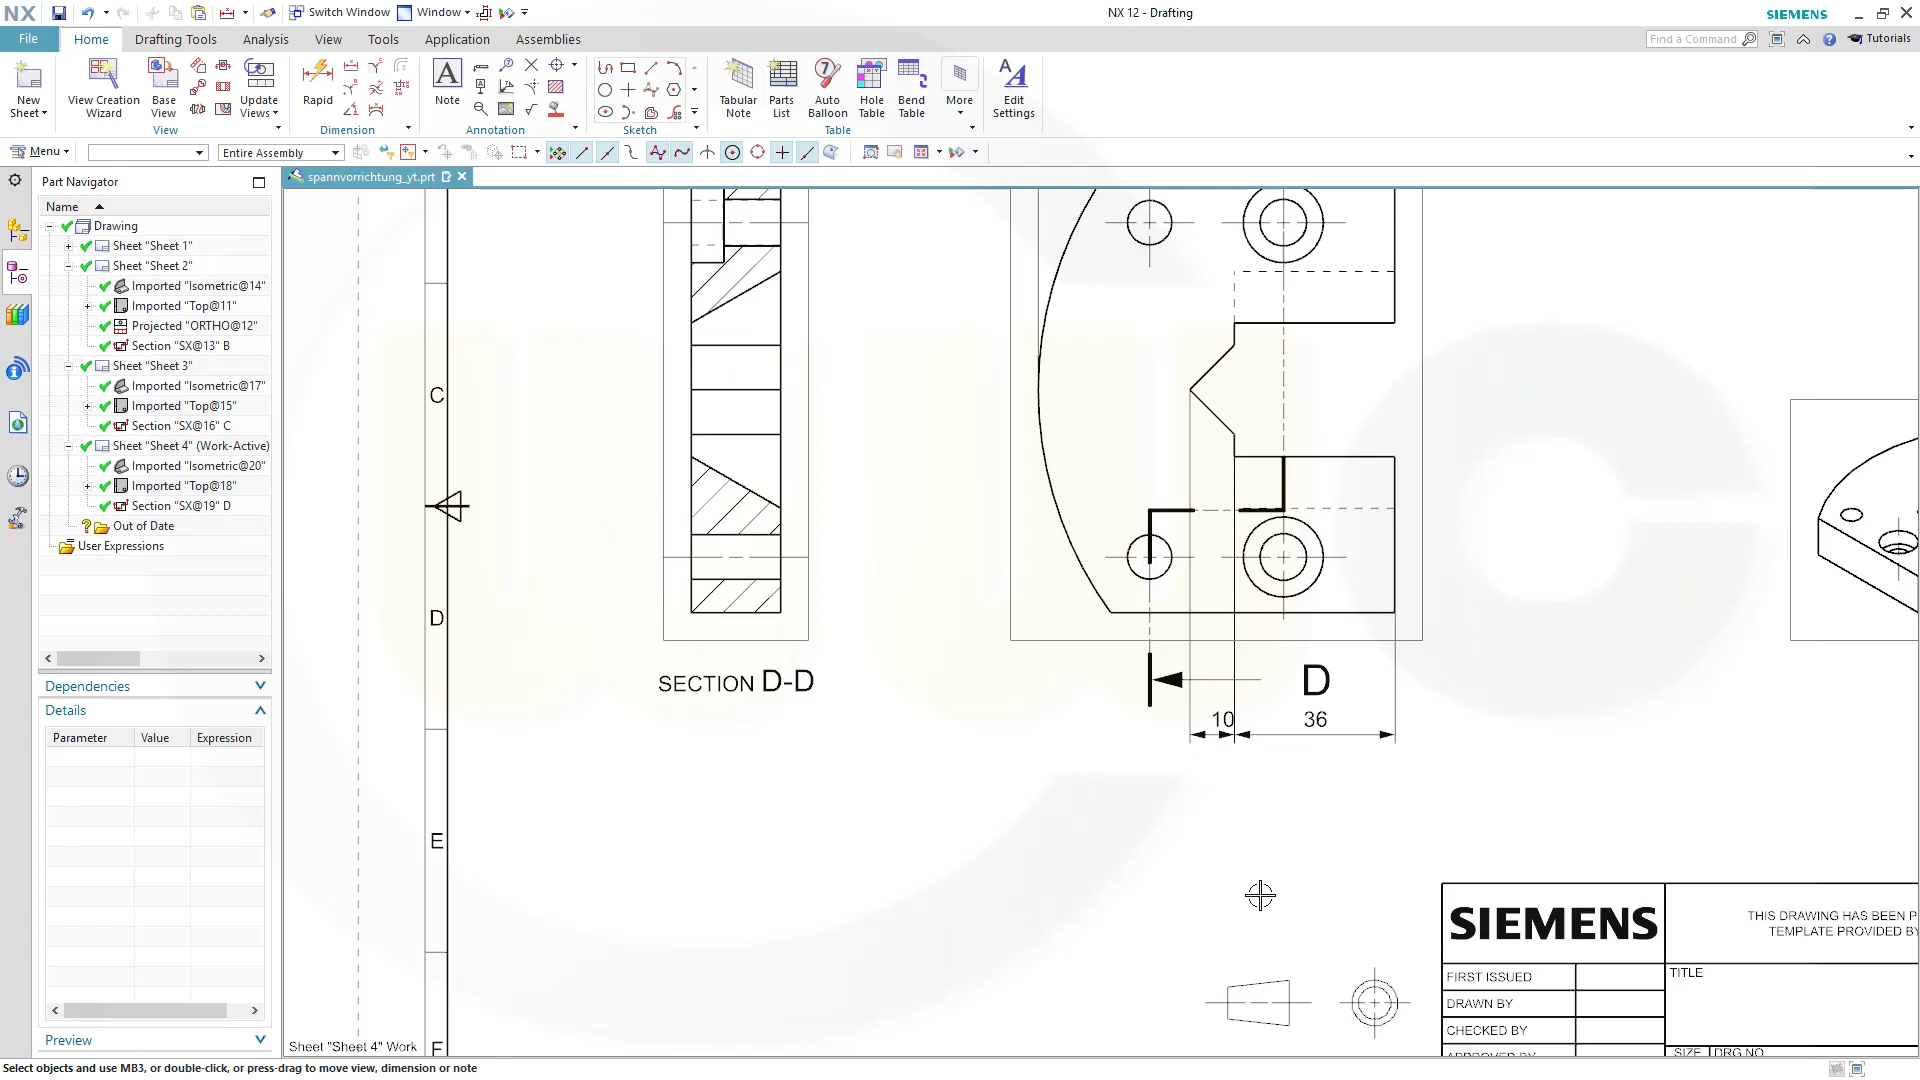 NX
Switch Window
Window
NX 12 - Drafting
SIEMENS
File
Home
Drafting Tools
Analysis
View
Tools
Application
Assemblies
Find a Command
Tutorials
New Sheet
View Creation Wizard
Base View
Update Views
View
Rapid
Dimension
A
Note
Annotation
Sketch
Tabular Note
Parts List
7
Auto Balloon
Hole Table
Bend Table
More
Table
Edit Settings
Menu
Entire Assembly
Part Navigator
spannvorrichtung_yt.prt
Name
Drawing
Sheet "Sheet 1"
Sheet "Sheet 2"
Imported "Isometric@14"
Imported "Top@11"
Projected "ORTHO@12"
Section "SX@13" B
Sheet "Sheet 3"
Imported "Isometric@17"
Imported "Top@15"
Section "SX@16" C
Sheet "Sheet 4" (Work-Active)
Imported "Isometric@20"
Imported "Top@18"
Section "SX@19" D
Out of Date
User Expressions
Dependencies
Details
Parameter Value Expression
Preview
C
D
E
F
SECTION D-D
D
10
36
SIEMENS
THIS DRAWING HAS BEEN P
TEMPLATE PROVIDED BY
FIRST ISSUED
TITLE
DRAWN BY
CHECKED BY
APPROVED BY
SIZE
DRG NO
Sheet "Sheet 4" Work
Select objects and use MB3, or double-click, or press-drag to move view, dimension or note